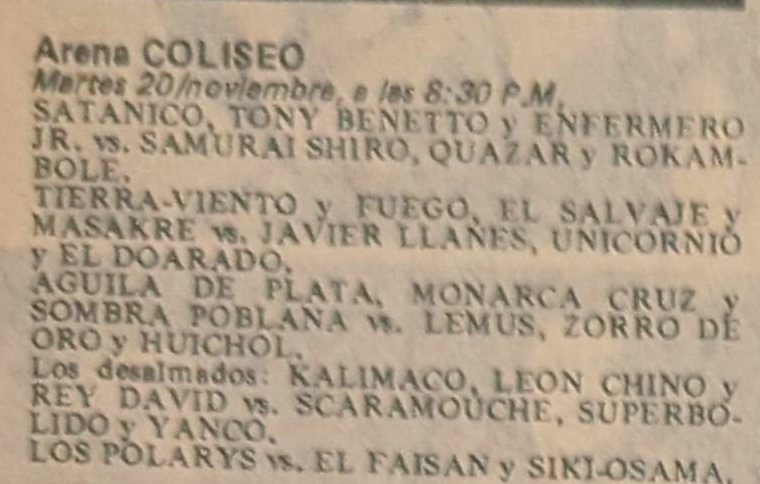 Arena COLISEO
Martes 20/noviembre, a las 8:30 P.M.
SATANICO, TONY BENETTO y ENFERMERO
JR. vs. SAMURAI SHIRO, QUAZAR y ROKAM-
BOLE.
TIERRA-VIENTO y FUEGO, EL SALVAJE y
MASAKRE vs. JAVIER LLANES, UNICORNIO
y EL DOARADO.
AGUILA DE PLATA, MONARCA CRUZ y
SOMBRA POBLANA vs. LEMUS, ZORRO DE
ORO y HUICHOL.
Los desalmados: KALIMACO, LEON CHINO y
REY DAVID vs. SCARAMOUCHE, SUPERBO-
LIDO y YANCO.
LOS POLARYS vs. EL FAISAN y SIKI-OSAMA.